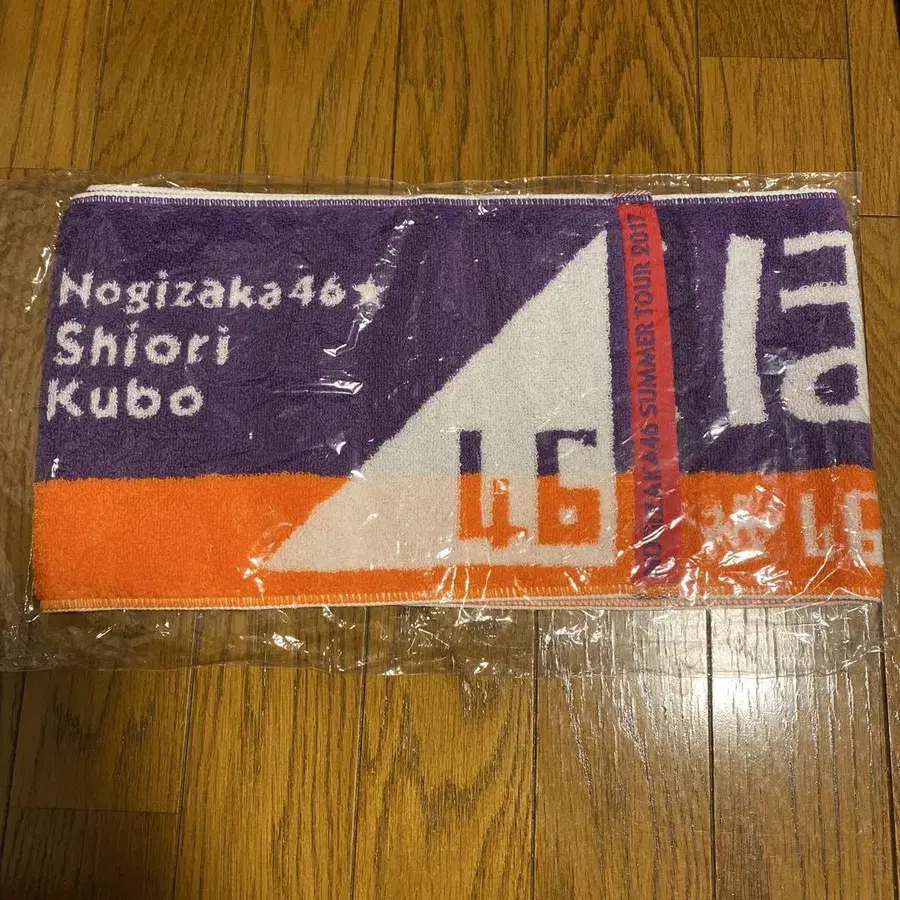 Nogizaka46★
Shiori
Kubo
46
NOGIZAKA46 SUMMER TOUR 2017